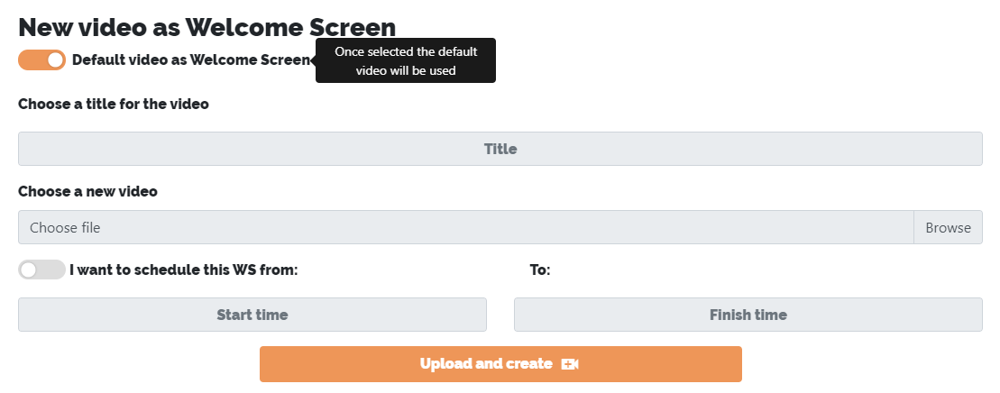 New video as Welcome Screen
Default video as Welcome Screen
Once selected the default
video will be used
Choose a title for the video
Title
Choose a new video
Choose file
Browse
I want to schedule this WS from:
To:
Start time
Finish time
Upload and create